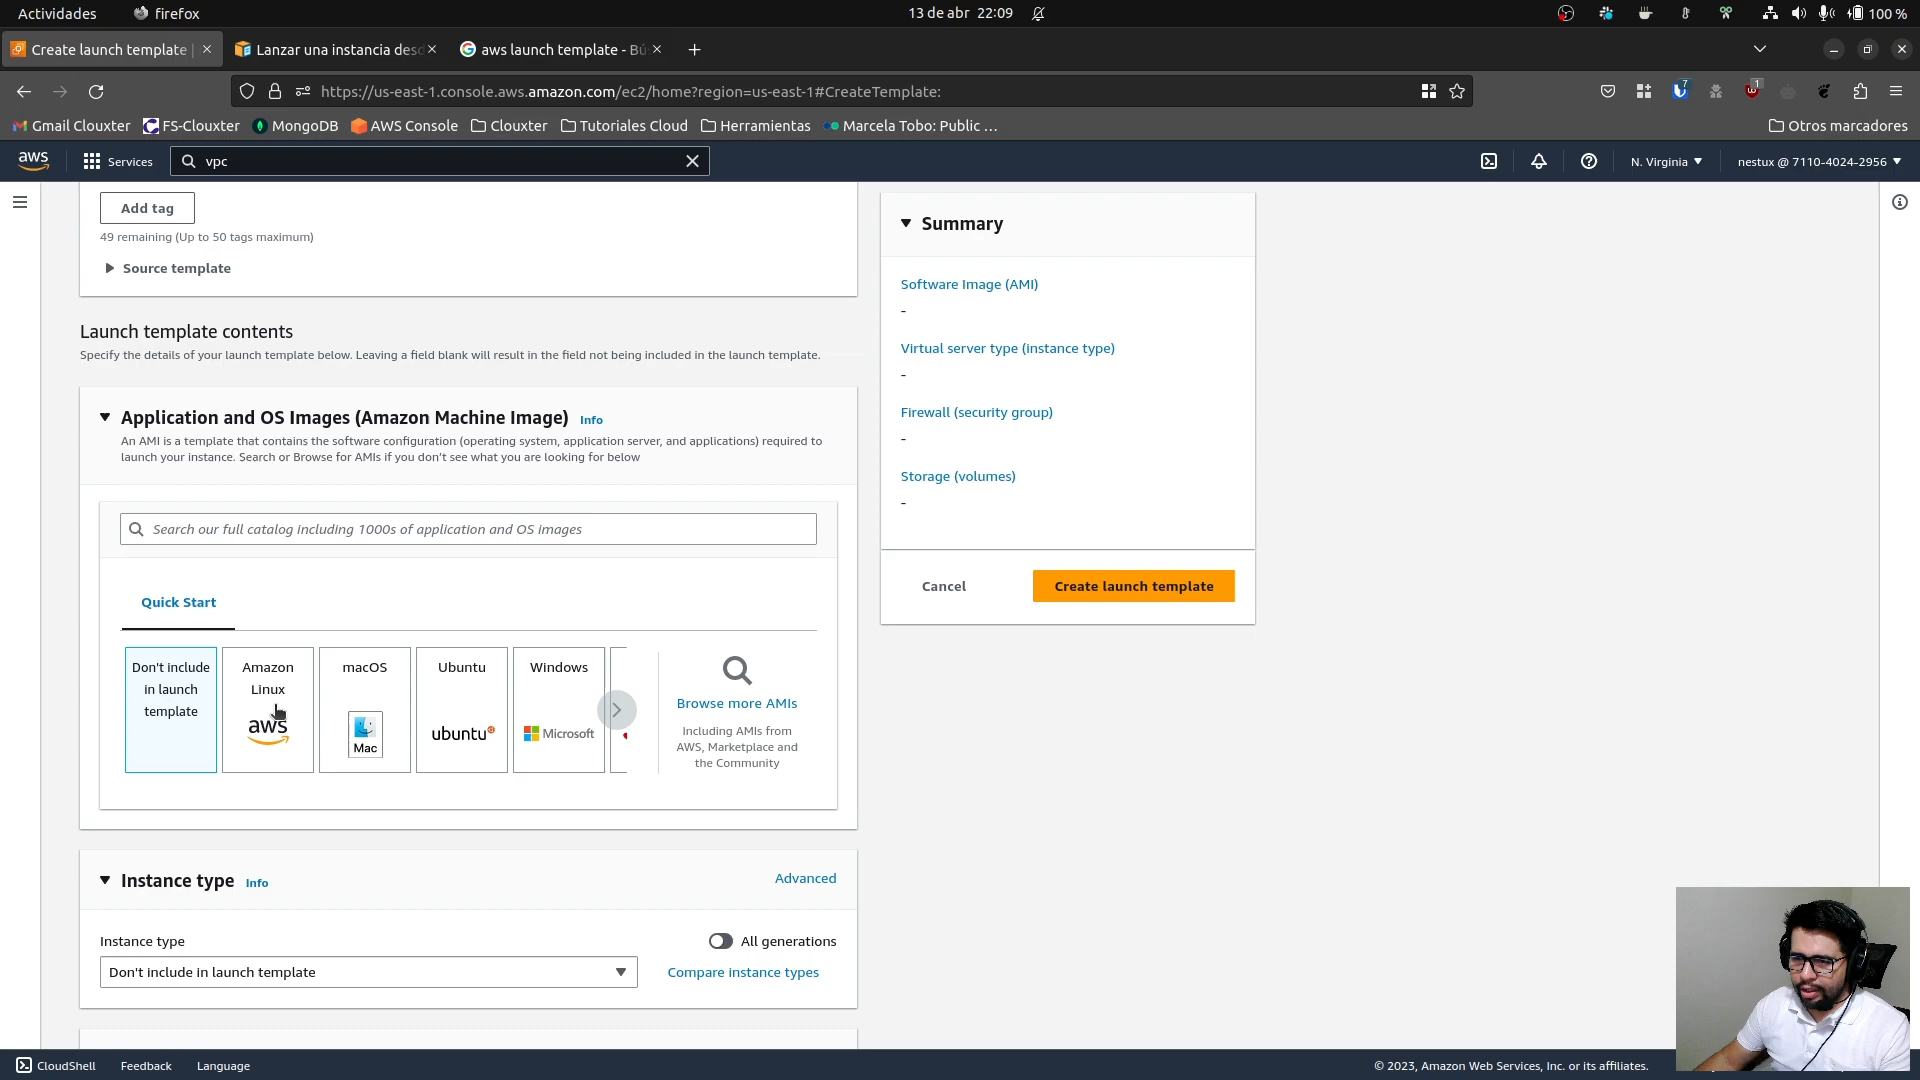 Actividades
firefox
13 de abr 22:09
100 %
Create launch template |
Lanzar una instancia desd
aws launch template - Bú
https://us-east-1.console.aws.amazon.com/ec2/home?region=us-east-1#CreateTemplate:
7
1
Gmail Clouxter
FS-Clouxter
MongoDB
AWS Console
Clouxter
Tutoriales Cloud
Herramientas
Marcela Tobo: Public ...
Otros marcadores
aws
Services
vpc
N. Virginia
nestux @ 7110-4024-2956
Add tag
49 remaining (Up to 50 tags maximum)
Source template
Launch template contents
Specify the details of your launch template below. Leaving a field blank will result in the field not being included in the launch template.
Application and OS Images (Amazon Machine Image) Info
An AMI is a template that contains the software configuration (operating system, application server, and applications) required to
launch your instance. Search or Browse for AMIs if you don't see what you are looking for below
Search our full catalog including 1000s of application and OS images
Quick Start
Don't include
in launch
template
Amazon
Linux
aws
macOS
Mac
Ubuntu
ubuntu
Windows
Microsoft
Browse more AMIs
Including AMIs from
AWS, Marketplace and
the Community
Instance type Info
Advanced
Instance type
All generations
Don't include in launch template
Compare instance types
Summary
Software Image (AMI)
-
Virtual server type (instance type)
-
Firewall (security group)
-
Storage (volumes)
-
Cancel
Create launch template
CloudShell
Feedback
Language
© 2023, Amazon Web Services, Inc. or its affiliates.